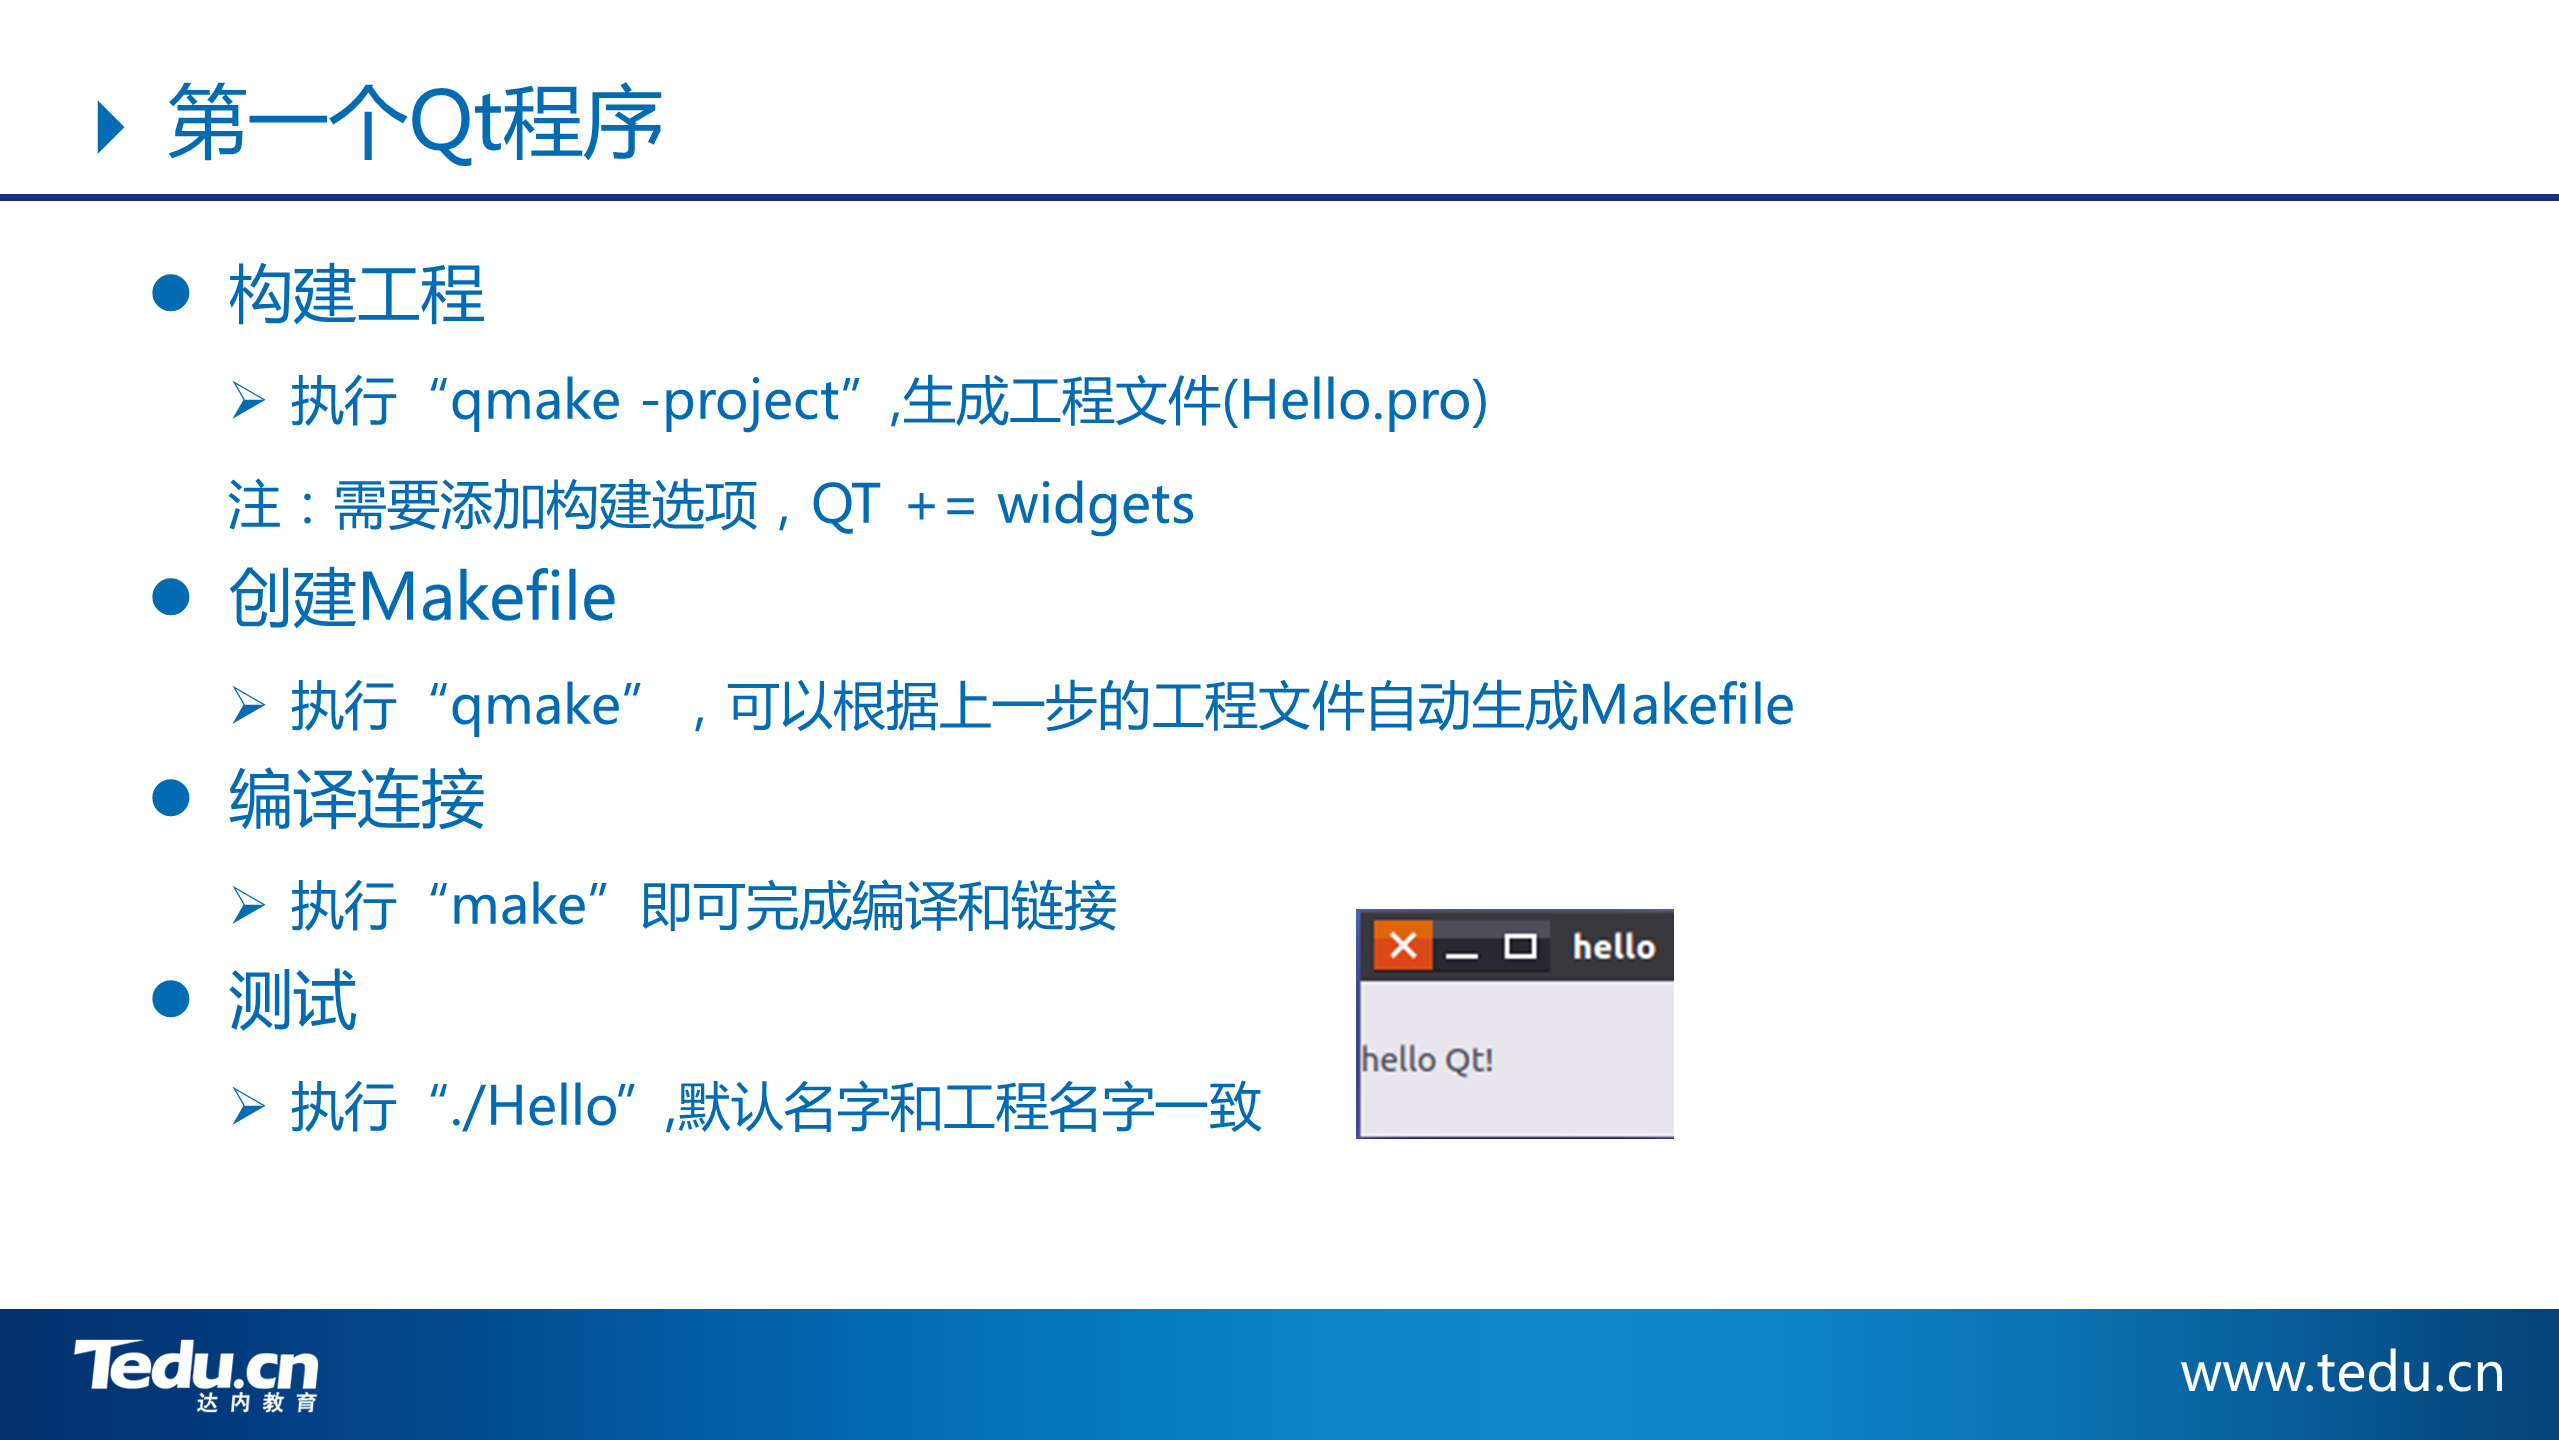 第一个Qt程序
构建工程
执行“qmake -project”,生成工程文件(Hello.pro)
注：需要添加构建选项，QT += widgets
创建Makefile
执行“qmake”，可以根据上一步的工程文件自动生成Makefile
编译连接
执行“make”即可完成编译和链接
测试
执行“./Hello”,默认名字和工程名字一致
hello
hello Qt!
Tedu.cn
达内教育
www.tedu.cn